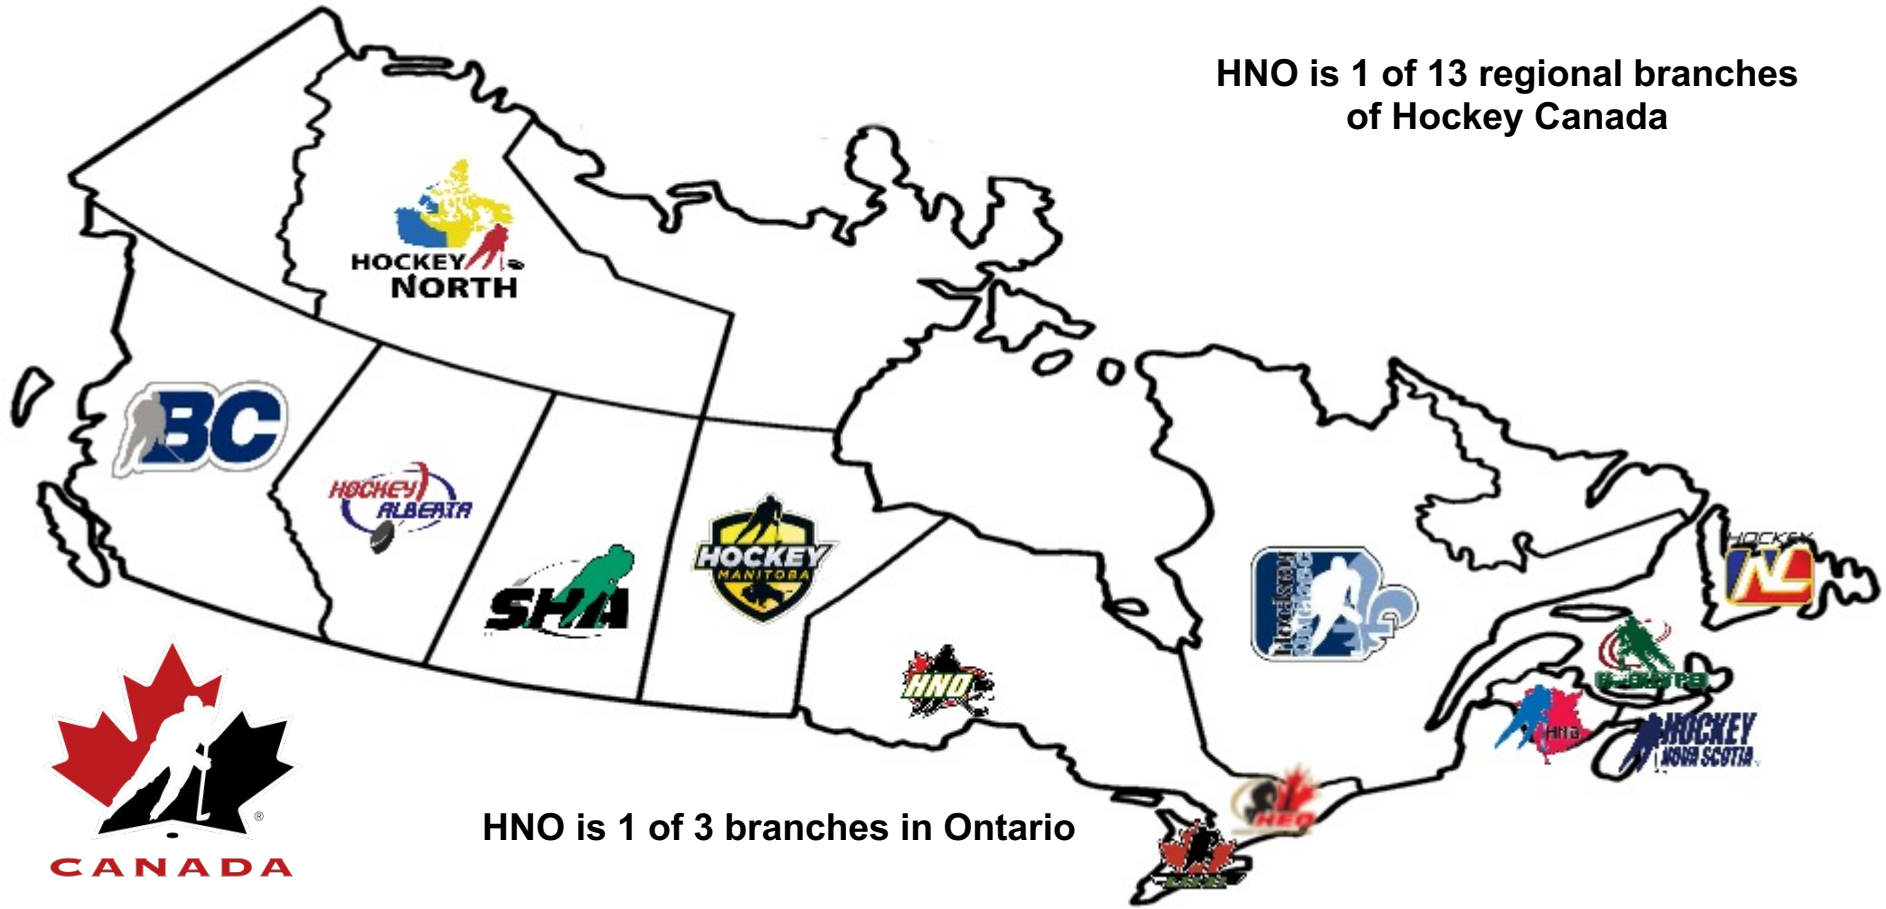 HNO is 1 of 13 regional branches
of Hockey Canada
HOCKEY
NORTH
BC
HOCKEY
ALBERTA
SHA
HOCKEY
MANITOBA
HNO
HOCKEY
NL
HNB
HOCKEY
NOVA SCOTIA
HEO
CANADA
®
HNO is 1 of 3 branches in Ontario